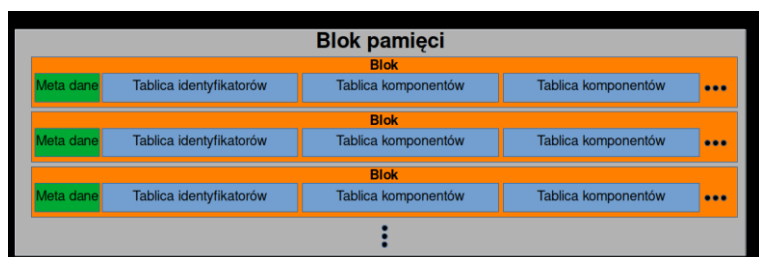 Blok pamięci
Blok
Meta dane Tablica identyfikatorów Tablica komponentów Tablica komponentów
Blok
Meta dane Tablica identyfikatorów Tablica komponentów Tablica komponentów
Blok
Meta dane Tablica identyfikatorów Tablica komponentów Tablica komponentów